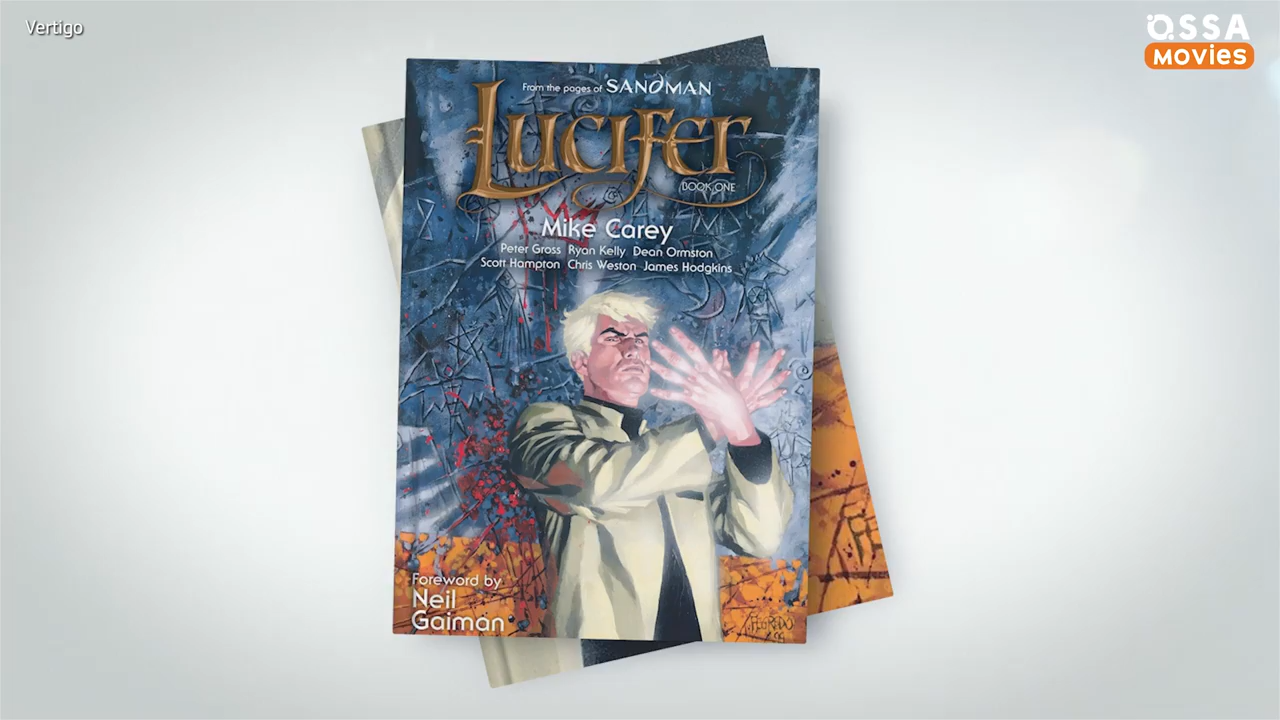 Vertigo
OSSA
MOVIES
From the pages of SANDMAN
LUCIFER
BOOK ONE
Mike Carey
Peter Gross Ryan Kelly Dean Ormston
Scott Hampton Chris Weston James Hodgkins
Foreword by
Neil
Gaiman